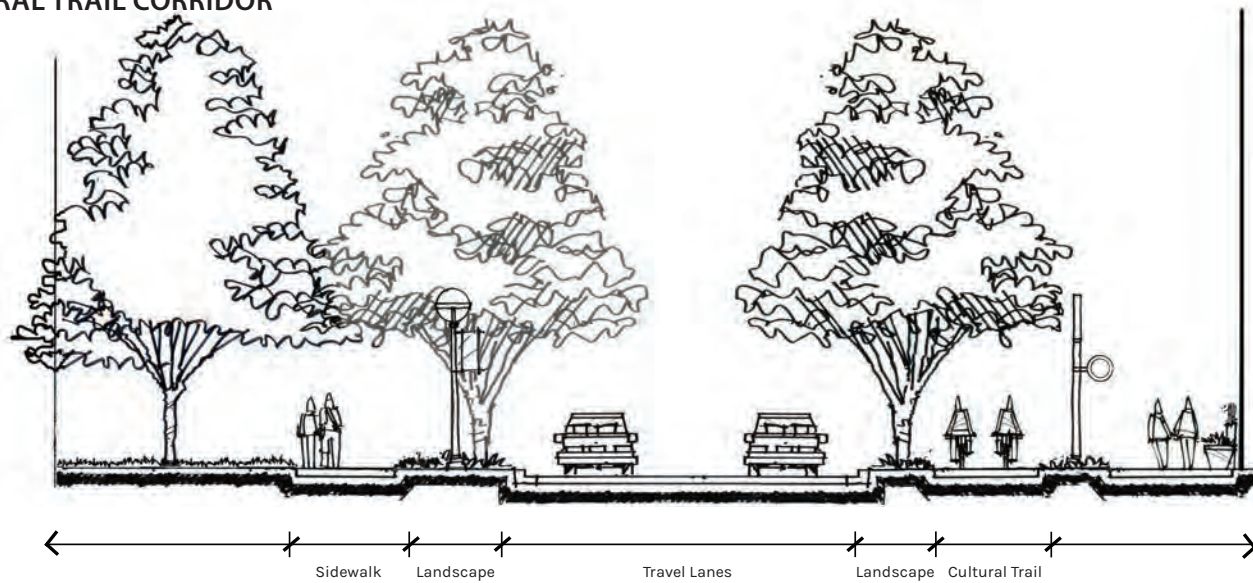 RAL TRAIL CORRIDOR
Sidewalk
Landscape
Travel Lanes
Landscape
Cultural Trail